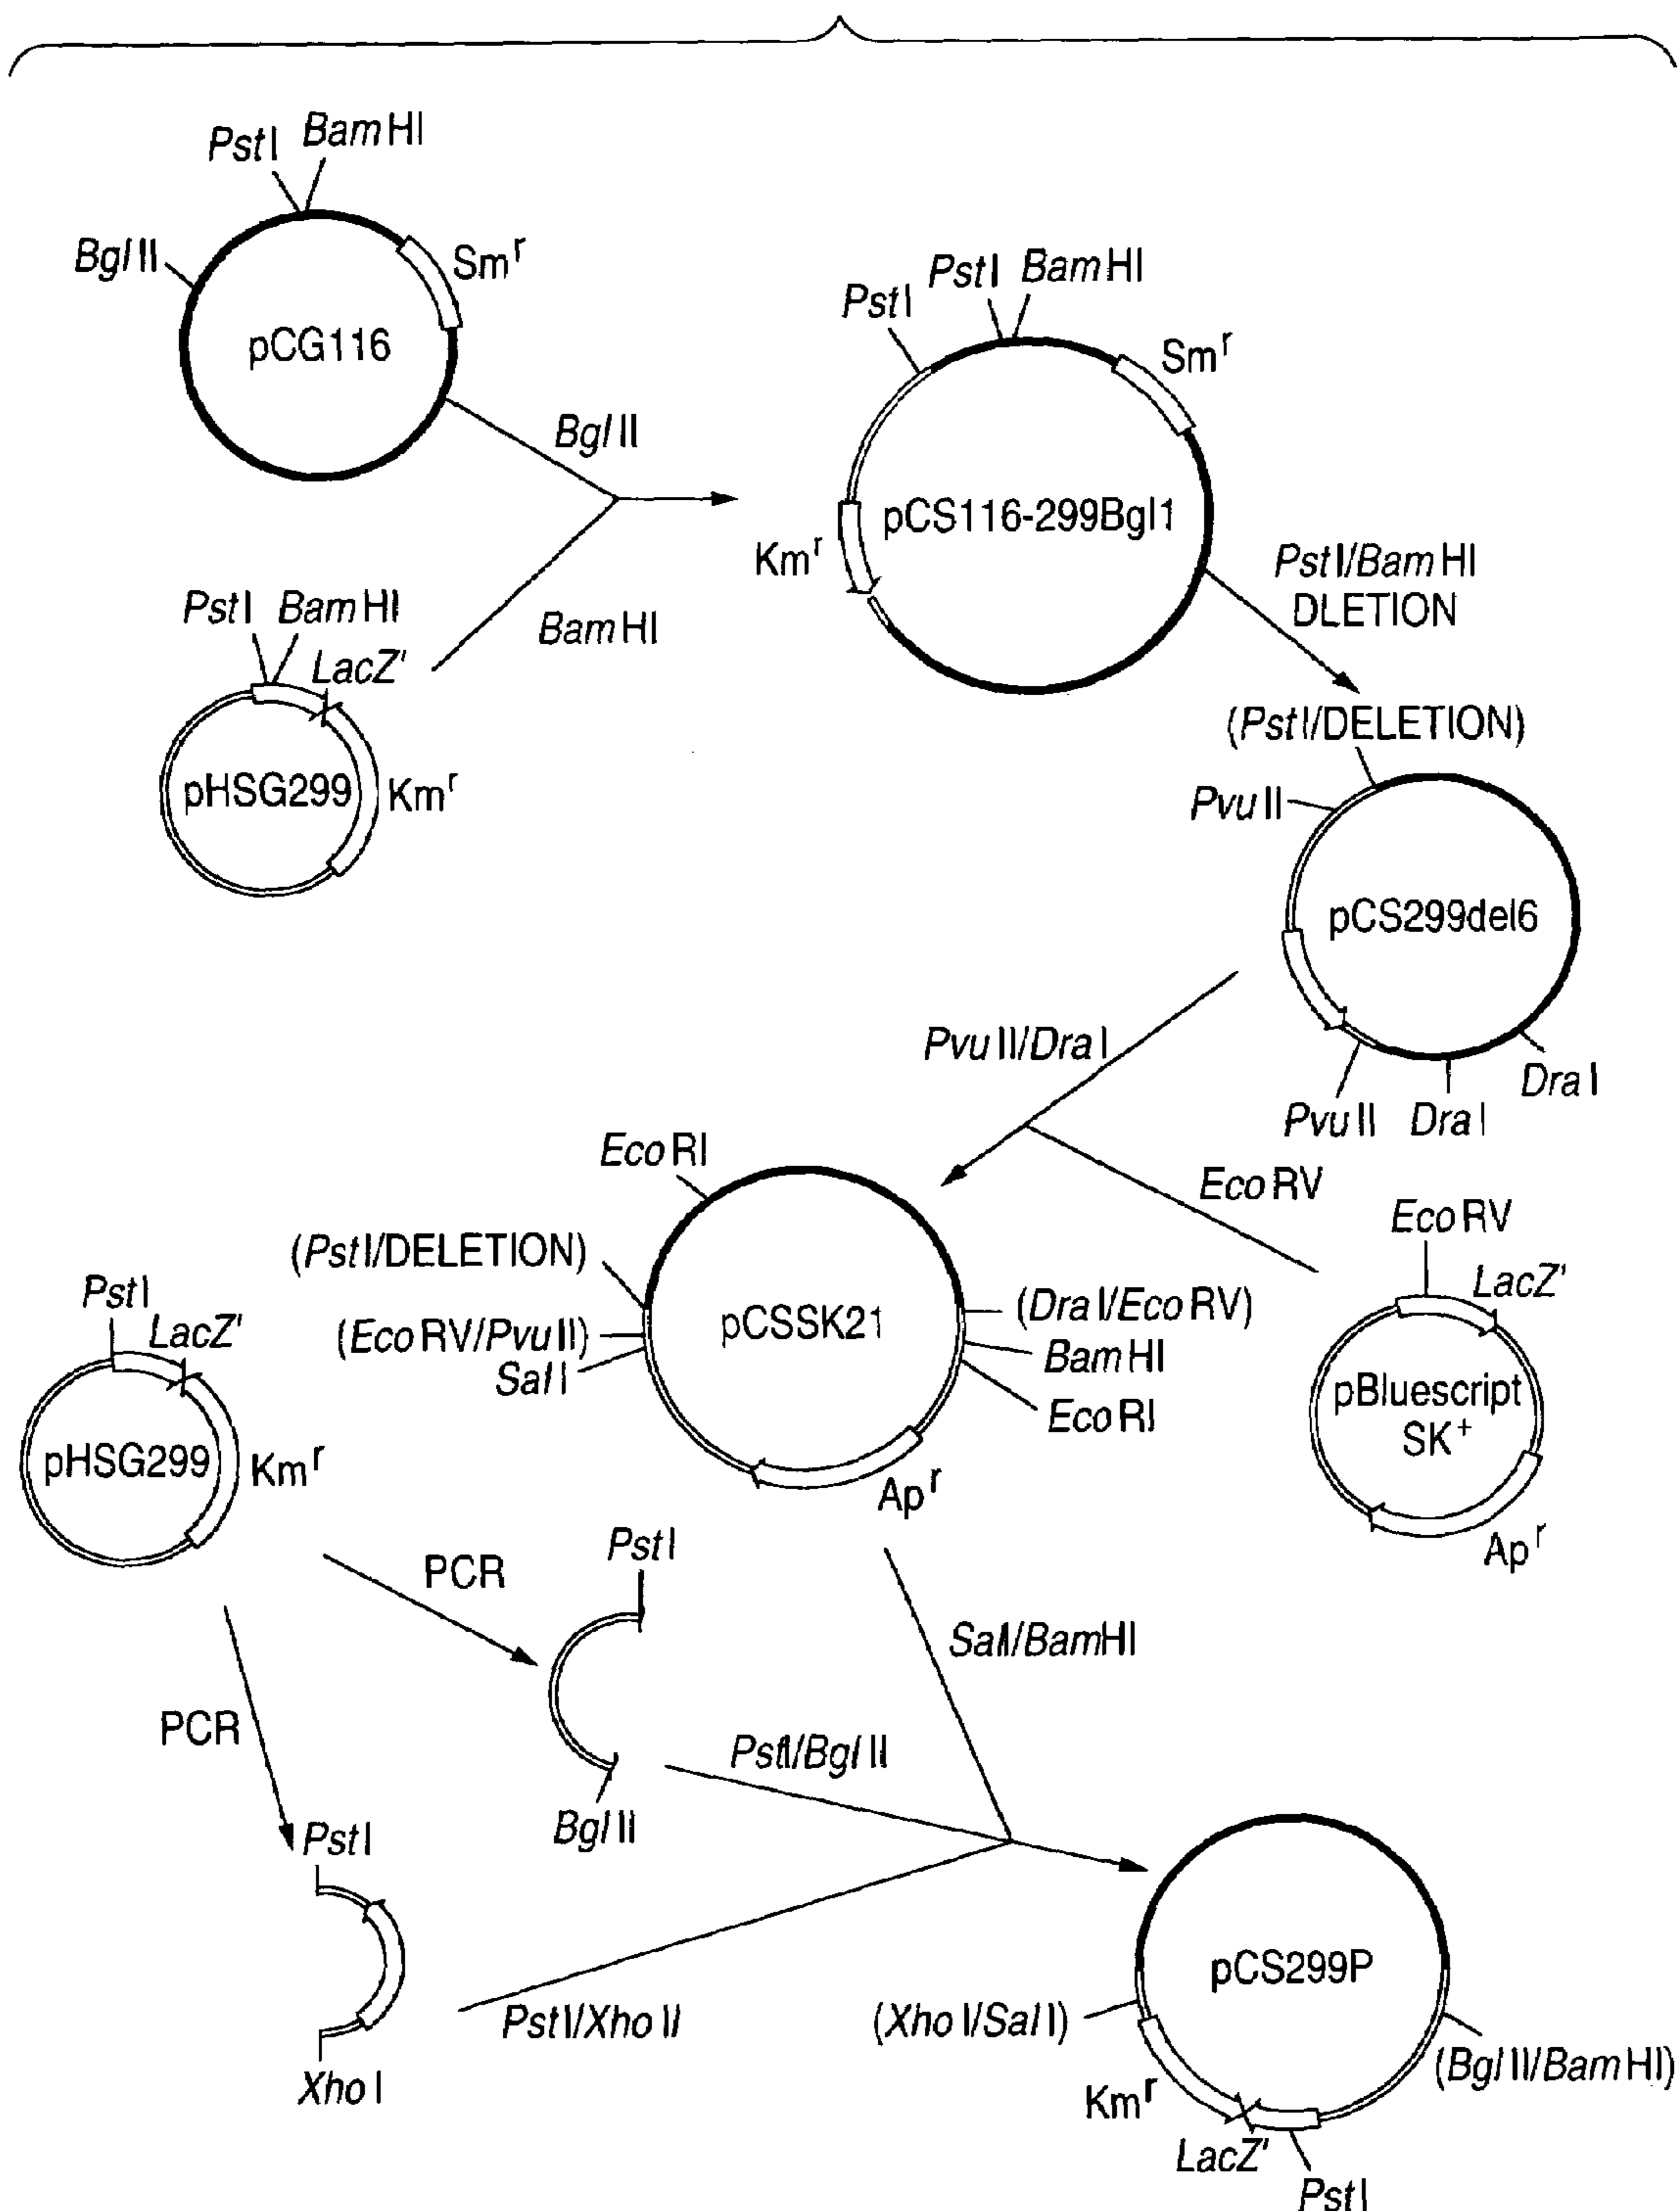 PstI BamHI
BglII
Smʳ
pCG116
BglII
PstI BamHI
LacZ'
BamHI
pHSG299
Kmʳ
PstI
PstI BamHI
Smʳ
pCS116-299Bgl1
Kmʳ
PstI/BamHI
DLETION
(PstI/DELETION)
PvuII
pCS299del6
DraI
PvuII DraI
PvuII/DraI
EcoRV
EcoRI
(PstI/DELETION)
(EcoRV/PvuII)
SalI
pCSSK21
(DraI/EcoRV)
BamHI
EcoRI
Apʳ
EcoRV
LacZ'
pBluescript
SK⁺
Apʳ
PstI
LacZ'
pHSG299
Kmʳ
PCR
PstI
BglII
PCR
PstI
XhoI
SalI/BamHI
PstI/BglII
PstI/XhoII
pCS299P
(XhoI/SalI)
(BglII/BamHI)
Kmʳ
LacZ'
PstI